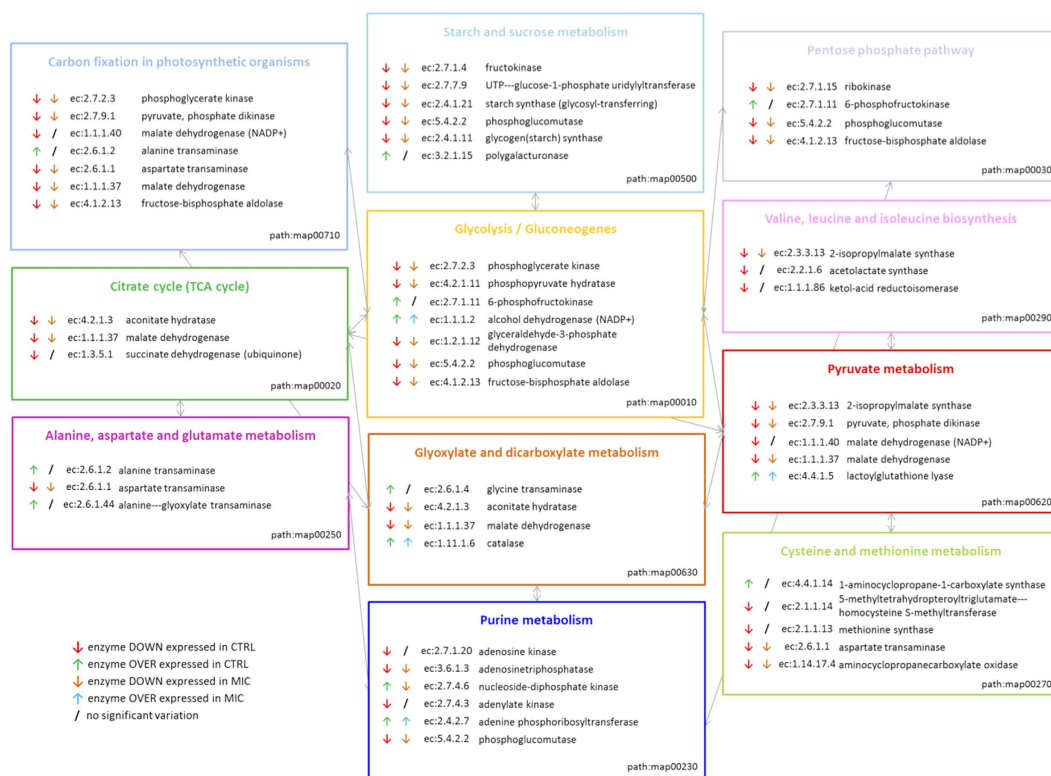 Carbon fixation in photosynthetic organisms
↓ ↓ ec:2.7.2.3 phosphoglycerate kinase
↓ ↓ ec:2.7.9.1 pyruvate, phosphate dikinase
↓ / ec:1.1.1.40 malate dehydrogenase (NADP+)
↑ / ec:2.6.1.2 alanine transaminase
↓ ↓ ec:2.6.1.1 aspartate transaminase
↓ ↓ ec:1.1.1.37 malate dehydrogenase
↓ ↓ ec:4.1.2.13 fructose-bisphosphate aldolase
path:map00710
Citrate cycle (TCA cycle)
↓ ↓ ec:4.2.1.3 aconitate hydratase
↓ ↓ ec:1.1.1.37 malate dehydrogenase
↓ / ec:1.3.5.1 succinate dehydrogenase (ubiquinone)
path:map00020
Alanine, aspartate and glutamate metabolism
↑ / ec:2.6.1.2 alanine transaminase
↓ ↓ ec:2.6.1.1 aspartate transaminase
↑ / ec:2.6.1.44 alanine---glyoxylate transaminase
path:map00250
↓ enzyme DOWN expressed in CTRL
↑ enzyme OVER expressed in CTRL
↓ enzyme DOWN expressed in MIC
↑ enzyme OVER expressed in MIC
/ no significant variation
Starch and sucrose metabolism
↓ ↓ ec:2.7.1.4 fructokinase
↓ ↓ ec:2.7.7.9 UTP---glucose-1-phosphate uridylyltransferase
↓ ↓ ec:2.4.1.21 starch synthase (glycosyl-transferring)
↓ ↓ ec:5.4.2.2 phosphoglucomutase
↓ ↓ ec:2.4.1.11 glycogen(starch) synthase
↑ / ec:3.2.1.15 polygalacturonase
path:map00500
Glycolysis / Gluconeogenes
↓ ↓ ec:2.7.2.3 phosphoglycerate kinase
↓ ↓ ec:4.2.1.11 phosphopyruvate hydratase
↑ / ec:2.7.1.11 6-phosphofructokinase
↑ ↑ ec:1.1.1.2 alcohol dehydrogenase (NADP+)
↓ ↓ ec:1.2.1.12 glyceraldehyde-3-phosphate
dehydrogenase
↓ ↓ ec:5.4.2.2 phosphoglucomutase
↓ ↓ ec:4.1.2.13 fructose-bisphosphate aldolase
path:map00010
Glyoxylate and dicarboxylate metabolism
↑ / ec:2.6.1.4 glycine transaminase
↓ ↓ ec:4.2.1.3 aconitate hydratase
↓ ↓ ec:1.1.1.37 malate dehydrogenase
↑ ↑ ec:1.11.1.6 catalase
path:map00630
Purine metabolism
↓ / ec:2.7.1.20 adenosine kinase
↓ ↓ ec:3.6.1.3 adenosinetriphosphatase
↑ ↓ ec:2.7.4.6 nucleoside-diphosphate kinase
↓ / ec:2.7.4.3 adenylate kinase
↑ ↑ ec:2.4.2.7 adenine phosphoribosyltransferase
↓ ↓ ec:5.4.2.2 phosphoglucomutase
path:map00230
Pentose phosphate pathway
↓ ↓ ec:2.7.1.15 ribokinase
↑ / ec:2.7.1.11 6-phosphofructokinase
↓ ↓ ec:5.4.2.2 phosphoglucomutase
↓ ↓ ec:4.1.2.13 fructose-bisphosphate aldolase
path:map00030
Valine, leucine and isoleucine biosynthesis
↓ ↓ ec:2.3.3.13 2-isopropylmalate synthase
↓ / ec:2.2.1.6 acetolactate synthase
↓ / ec:1.1.1.86 ketol-acid reductoisomerase
path:map00290
Pyruvate metabolism
↓ ↓ ec:2.3.3.13 2-isopropylmalate synthase
↓ ↓ ec:2.7.9.1 pyruvate, phosphate dikinase
↓ / ec:1.1.1.40 malate dehydrogenase (NADP+)
↓ ↓ ec:1.1.1.37 malate dehydrogenase
↑ ↑ ec:4.4.1.5 lactoylglutathione lyase
path:map00620
Cysteine and methionine metabolism
↑ / ec:4.4.1.14 1-aminocyclopropane-1-carboxylate synthase
↓ / ec:2.1.1.14 5-methyltetrahydropteroyltriglutamate---
homocysteine S-methyltransferase
↓ / ec:2.1.1.13 methionine synthase
↓ ↓ ec:2.6.1.1 aspartate transaminase
↓ ↓ ec:1.14.17.4 aminocyclopropanecarboxylate oxidase
path:map00270